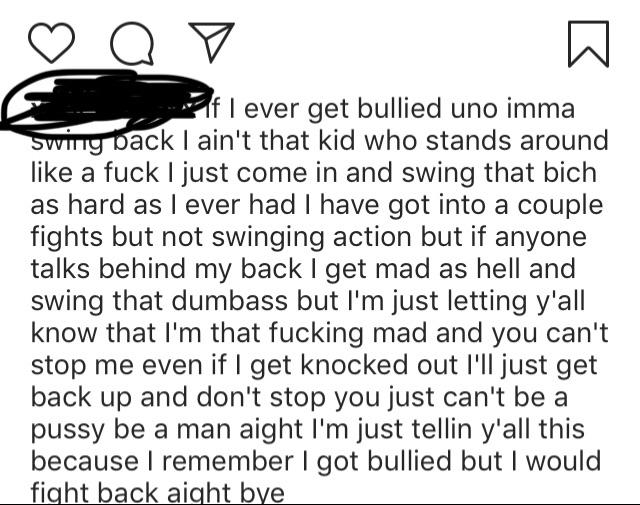 If I ever get bullied uno imma
swing back I ain't that kid who stands around
like a fuck I just come in and swing that bich
as hard as I ever had I have got into a couple
fights but not swinging action but if anyone
talks behind my back I get mad as hell and
swing that dumbass but I'm just letting y'all
know that I'm that fucking mad and you can't
stop me even if I get knocked out I'll just get
back up and don't stop you just can't be a
pussy be a man aight I'm just tellin y'all this
because I remember I got bullied but I would
fight back aight bye